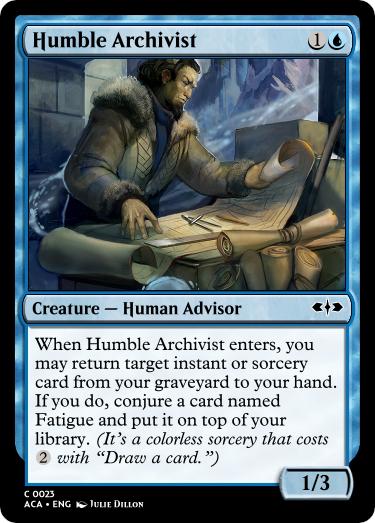 Humble Archivist 1
Creature — Human Advisor
When Humble Archivist enters, you
may return target instant or sorcery
card from your graveyard to your hand.
If you do, conjure a card named
Fatigue and put it on top of your
library. (It's a colorless sorcery that costs
2 with “Draw a card.”)
1/3
C 0023
ACA • ENG Julie Dillon